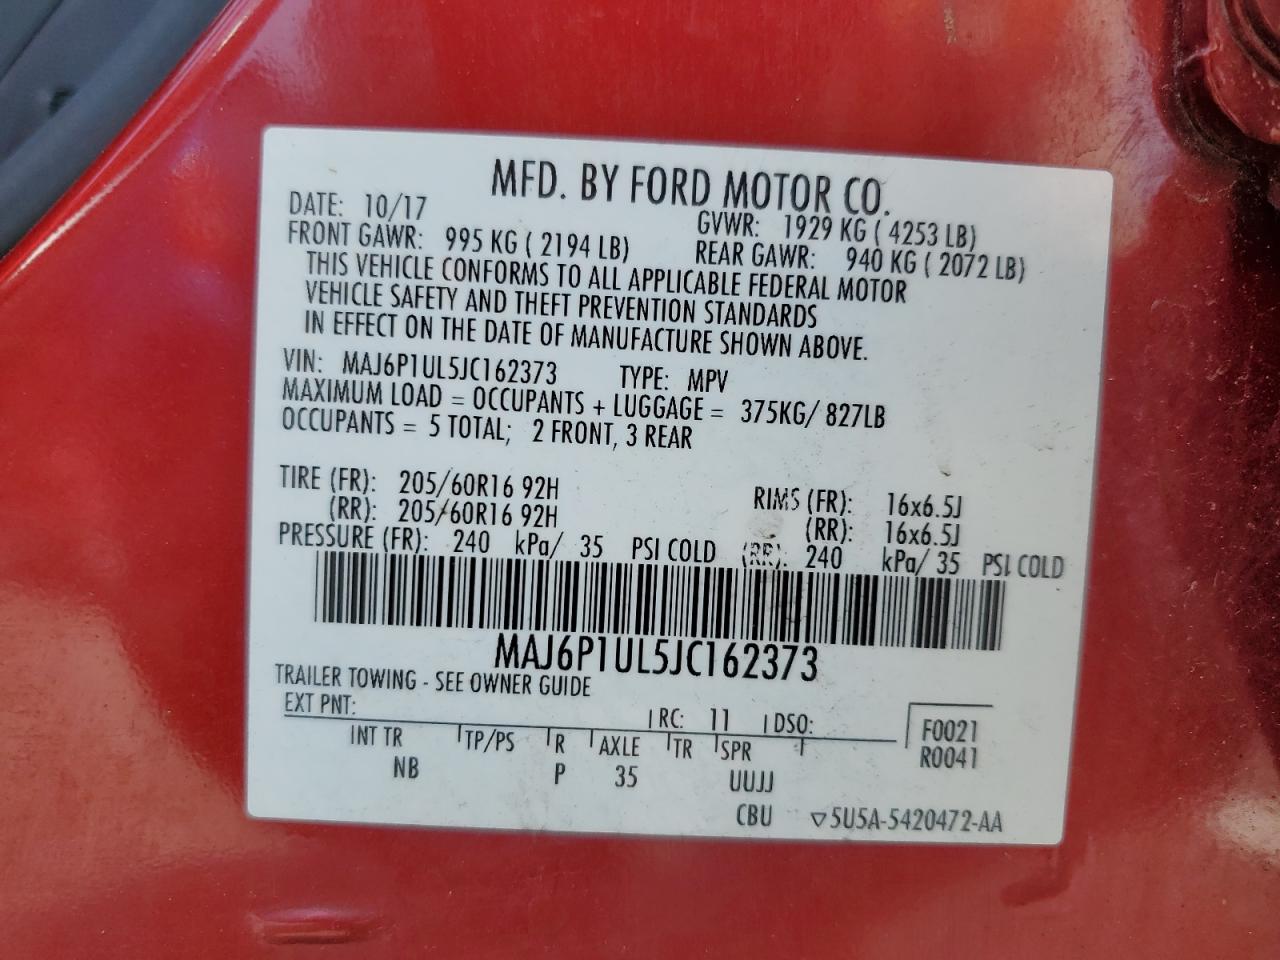 MFD. BY FORD MOTOR CO.
DATE: 10/17 GVWR: 1929 KG ( 4253 LB)
FRONT GAWR: 995 KG ( 2194 LB) REAR GAWR: 940 KG ( 2072 LB)
THIS VEHICLE CONFORMS TO ALL APPLICABLE FEDERAL MOTOR
VEHICLE SAFETY AND THEFT PREVENTION STANDARDS
IN EFFECT ON THE DATE OF MANUFACTURE SHOWN ABOVE.
VIN: MAJ6P1UL5JC162373 TYPE: MPV
MAXIMUM LOAD = OCCUPANTS + LUGGAGE = 375KG/ 827LB
OCCUPANTS = 5 TOTAL; 2 FRONT, 3 REAR
TIRE (FR): 205/60R16 92H RIMS (FR): 16x6.5J
(RR): 205/60R16 92H (RR): 16x6.5J
PRESSURE (FR): 240 kPa/ 35 PSI COLD (RR): 240 kPa/ 35 PSI COLD
MAJ6P1UL5JC162373
TRAILER TOWING - SEE OWNER GUIDE
EXT PNT: RC: 11 DSO: F0021
INT TR TP/PS R AXLE TR SPR R0041
NB P 35 UUJJ
CBU ▽5U5A-5420472-AA